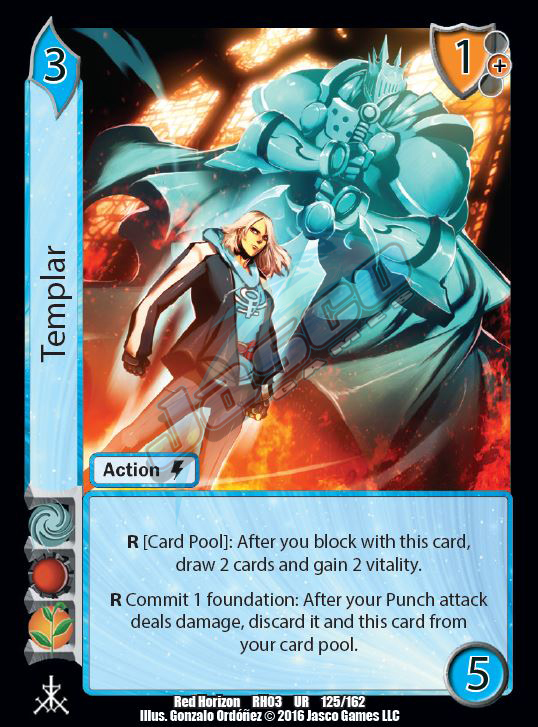 3
1
+
Templar
Action
R [Card Pool]: After you block with this card,
draw 2 cards and gain 2 vitality.
R Commit 1 foundation: After your Punch attack
deals damage, discard it and this card from
your card pool.
5
Red Horizon RH03 UR 125/162
Illus. Gonzalo Ordóñez © 2016 Jasco Games LLC
Jasco